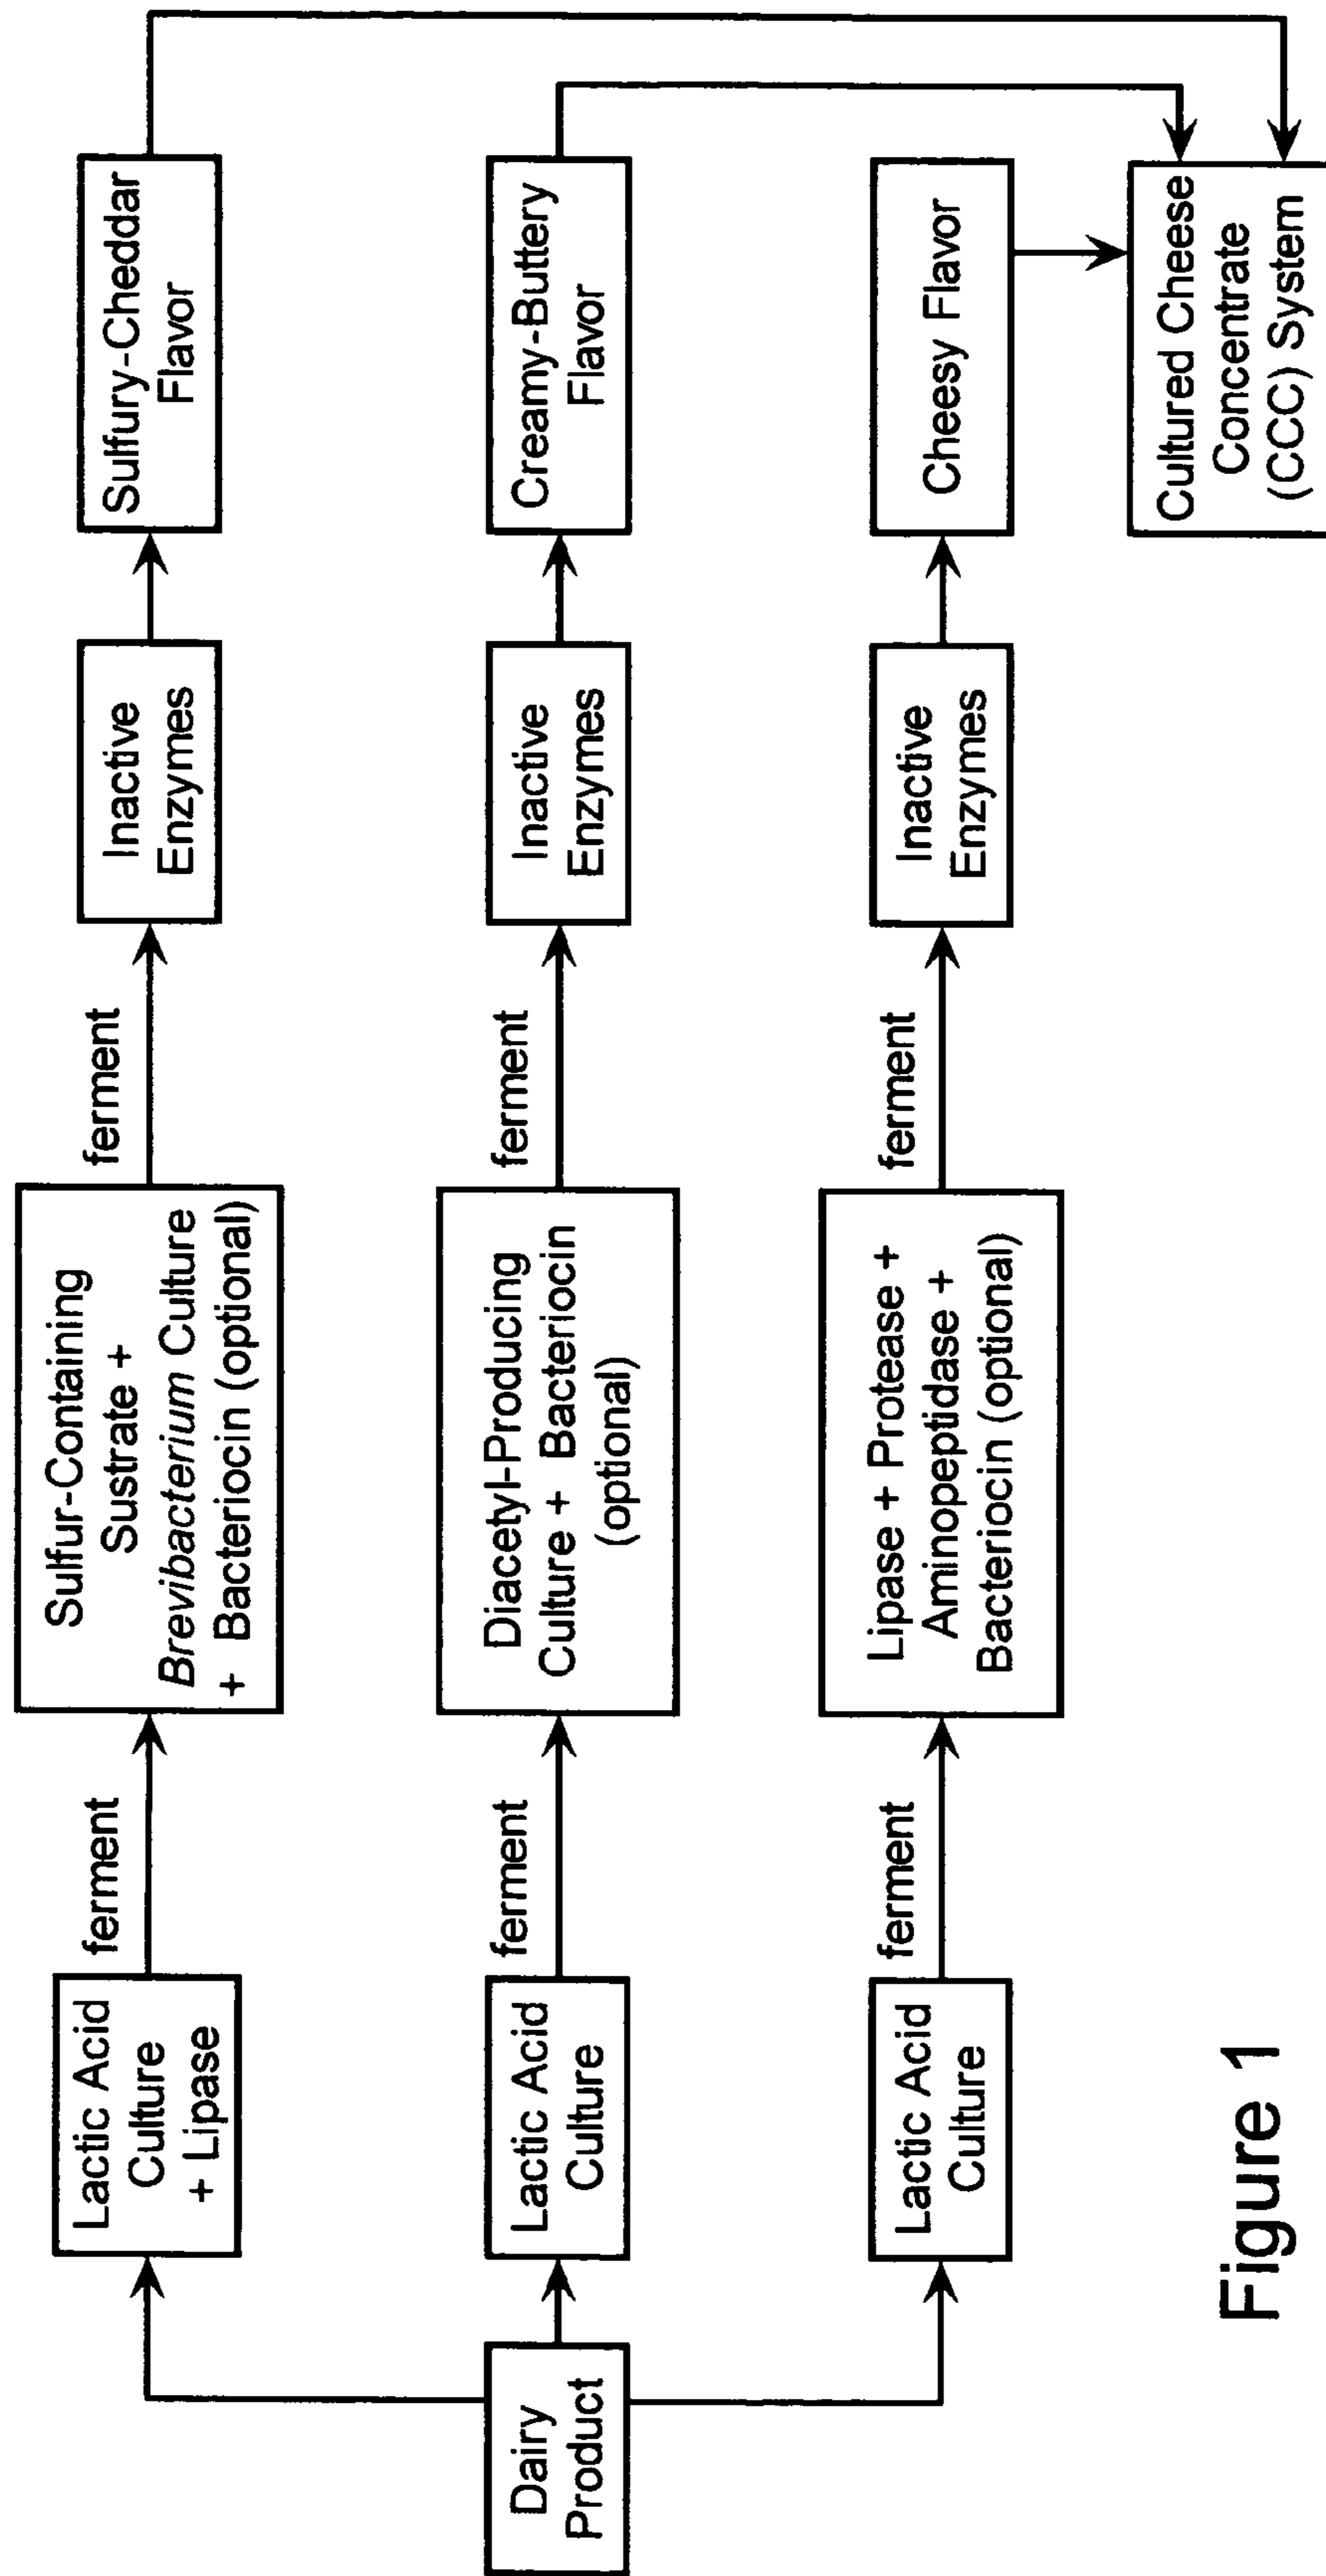 Dairy
Product
Lactic Acid
Culture
+ Lipase
ferment
Sulfur-Containing
Sustrate +
Brevibacterium Culture
+ Bacteriocin (optional)
ferment
Inactive
Enzymes
Sulfury-Cheddar
Flavor
Lactic Acid
Culture
ferment
Diacetyl-Producing
Culture + Bacteriocin
(optional)
ferment
Inactive
Enzymes
Creamy-Buttery
Flavor
Lactic Acid
Culture
ferment
Lipase + Protease +
Aminopeptidase +
Bacteriocin (optional)
ferment
Inactive
Enzymes
Cheesy Flavor
Cultured Cheese
Concentrate
(CCC) System
Figure 1